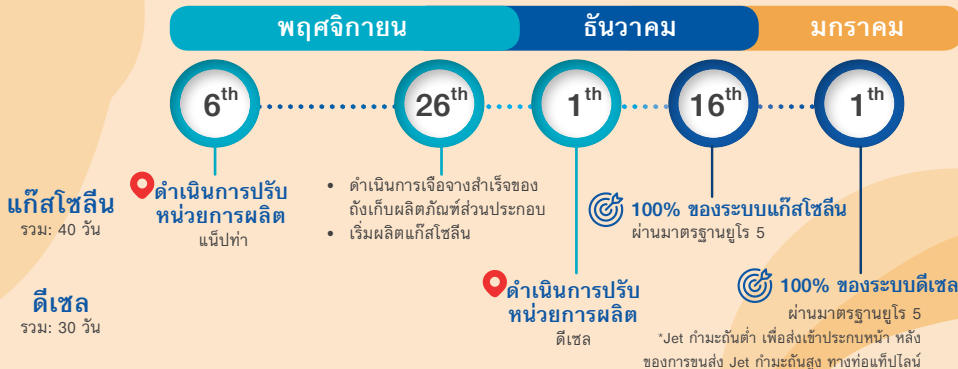 พฤศจิกายน
ธันวาคม
มกราคม
6th
26th
1th
16th
1th
แก๊สโซลีน
รวม: 40 วัน
ดำเนินการปรับ
หน่วยการผลิต
แน็ปท่า
• ดำเนินการเจือจางสำเร็จของ
ถังเก็บผลิตภัณฑ์ส่วนประกอบ
• เริ่มผลิตแก๊สโซลีน
100% ของระบบแก๊สโซลีน
ผ่านมาตรฐานยูโร 5
ดีเซล
รวม: 30 วัน
ดำเนินการปรับ
หน่วยการผลิต
ดีเซล
100% ของระบบดีเซล
ผ่านมาตรฐานยูโร 5
*Jet กำมะถันต่ำ เพื่อส่งเข้าประกบหน้า หลัง
ของการขนส่ง Jet กำมะถันสูง ทางท่อแท็ปไลน์